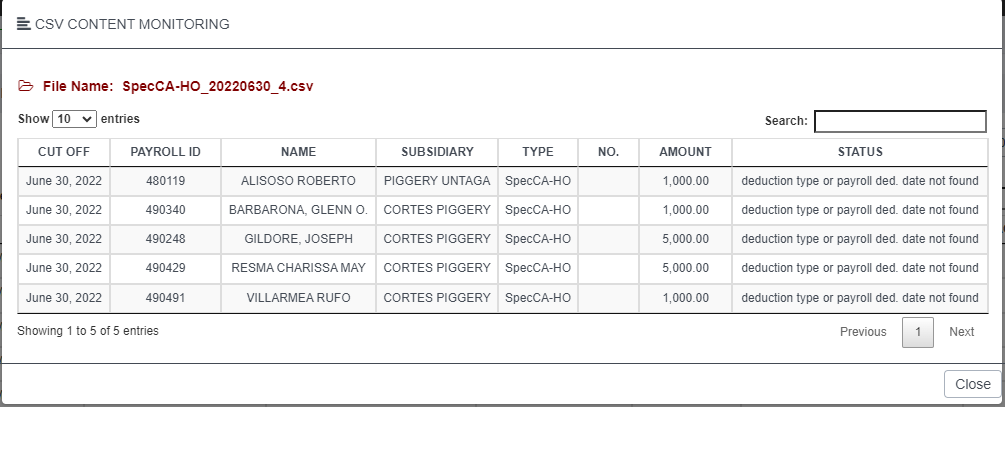 CSV CONTENT MONITORING
File Name: SpecCA-HO_20220630_4.csv
Show 10 entries
Search:
CUT OFF PAYROLL ID NAME SUBSIDIARY TYPE NO. AMOUNT STATUS
June 30, 2022 480119 ALISOSO ROBERTO PIGGERY UNTAGA SpecCA-HO 1,000.00 deduction type or payroll ded. date not found
June 30, 2022 490340 BARBARONA, GLENN O. CORTES PIGGERY SpecCA-HO 1,000.00 deduction type or payroll ded. date not found
June 30, 2022 490248 GILDORE, JOSEPH CORTES PIGGERY SpecCA-HO 5,000.00 deduction type or payroll ded. date not found
June 30, 2022 490429 RESMA CHARISSA MAY CORTES PIGGERY SpecCA-HO 5,000.00 deduction type or payroll ded. date not found
June 30, 2022 490491 VILLARMEA RUFO CORTES PIGGERY SpecCA-HO 1,000.00 deduction type or payroll ded. date not found
Showing 1 to 5 of 5 entries
Previous 1 Next
Close